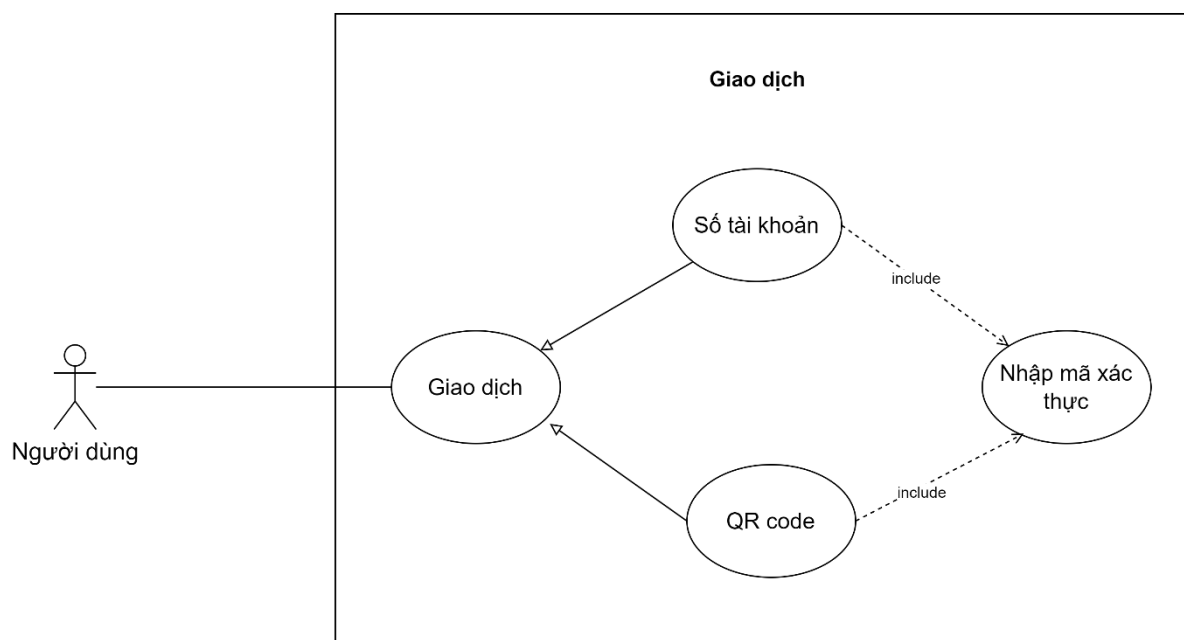 Giao dịch
Số tài khoản
include
Nhập mã xác
thực
Giao dịch
Người dùng
QR code
include